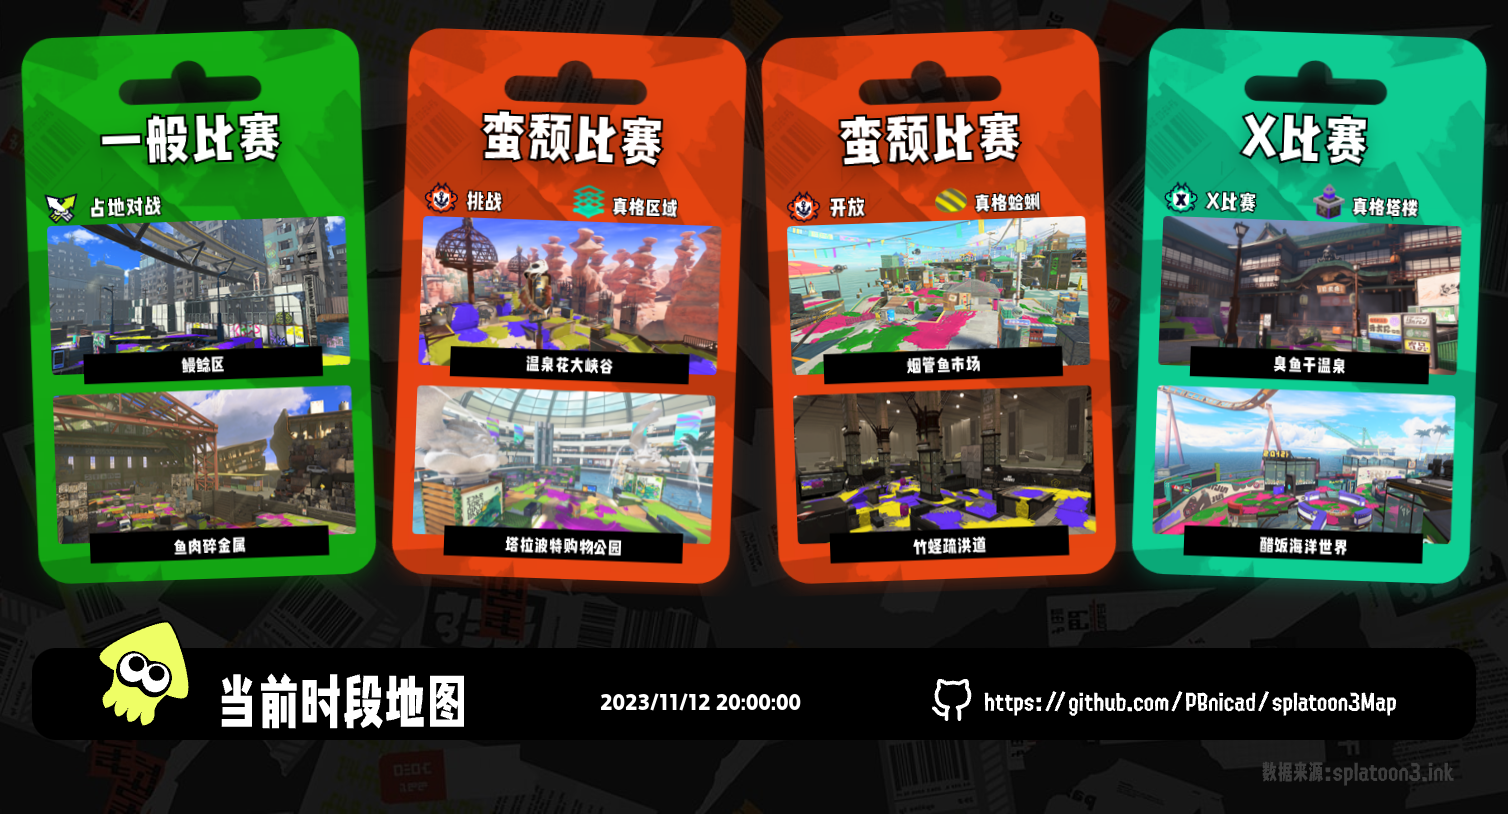 一般比赛
占地对战
鳗鲶区
鱼肉碎金属
蛮颓比赛
挑战
真格区域
温泉花大峡谷
塔拉波特购物公园
蛮颓比赛
开放
真格蛤蜊
烟管鱼市场
竹蛏疏洪道
X比赛
X比赛
真格塔楼
臭鱼干温泉
醋饭海洋世界
当前时段地图
2023/11/12 20:00:00
https://github.com/PBnicad/splatoon3Map
数据来源:splatoon3.ink